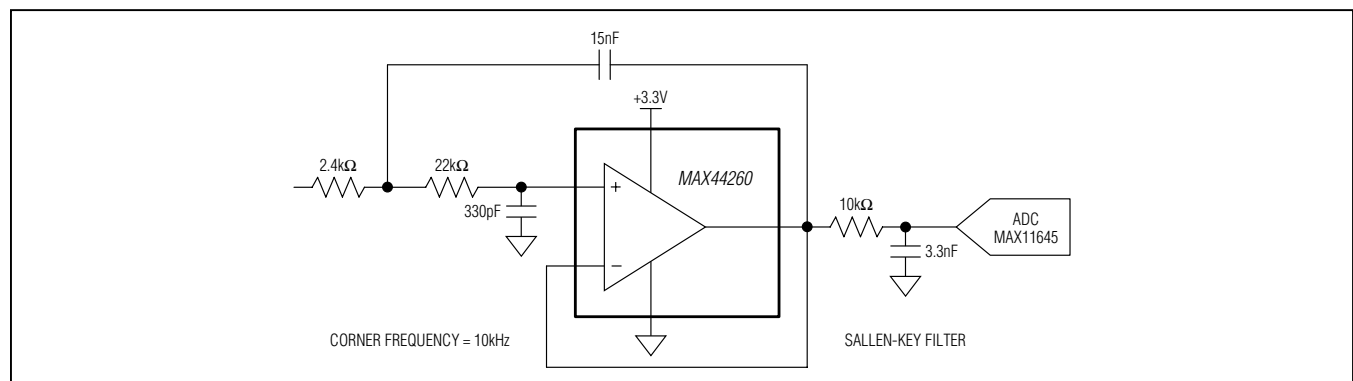 15nF
+3.3V
2.4kΩ
22kΩ
MAX44260
+
330pF
10kΩ
ADC
MAX11645
3.3nF
−
CORNER FREQUENCY = 10kHz
SALLEN-KEY FILTER